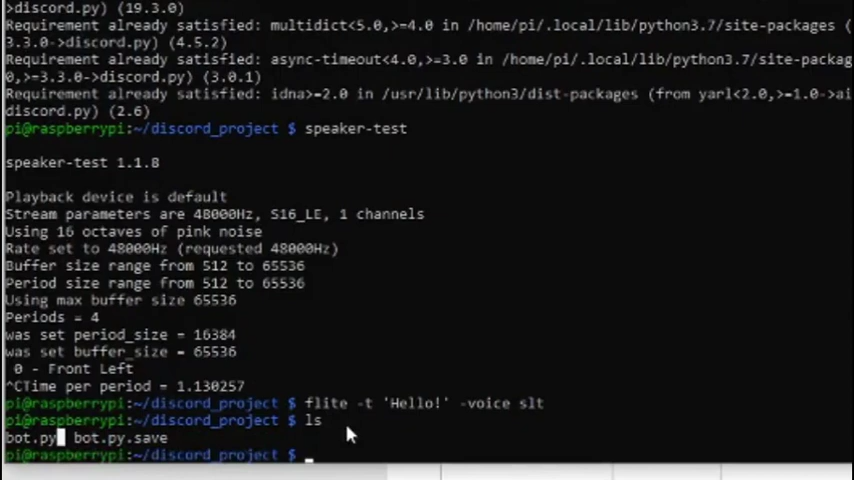 >discord.py) (19.3.0)
Requirement already satisfied: multidict<5.0,>=4.0 in /home/pi/.local/lib/python3.7/site-packages (
3.3.0->discord.py) (4.5.2)
Requirement already satisfied: async-timeout<4.0,>=3.0 in /home/pi/.local/lib/python3.7/site-packag
0,>=3.3.0->discord.py) (3.0.1)
Requirement already satisfied: idna>=2.0 in /usr/lib/python3/dist-packages (from yarl<2.0,>=1.0->ai
discord.py) (2.6)
pi@raspberrypi:~/discord_project $ speaker-test
speaker-test 1.1.8
Playback device is default
Stream parameters are 48000Hz, S16_LE, 1 channels
Using 16 octaves of pink noise
Rate set to 48000Hz (requested 48000Hz)
Buffer size range from 512 to 65536
Period size range from 512 to 65536
Using max buffer size 65536
Periods = 4
was set period_size = 16384
was set buffer_size = 65536
0 - Front Left
^CTime per period = 1.130257
pi@raspberrypi:~/discord_project $ flite -t 'Hello!' -voice slt
pi@raspberrypi:~/discord_project $ ls
bot.py bot.py.save
pi@raspberrypi:~/discord_project $